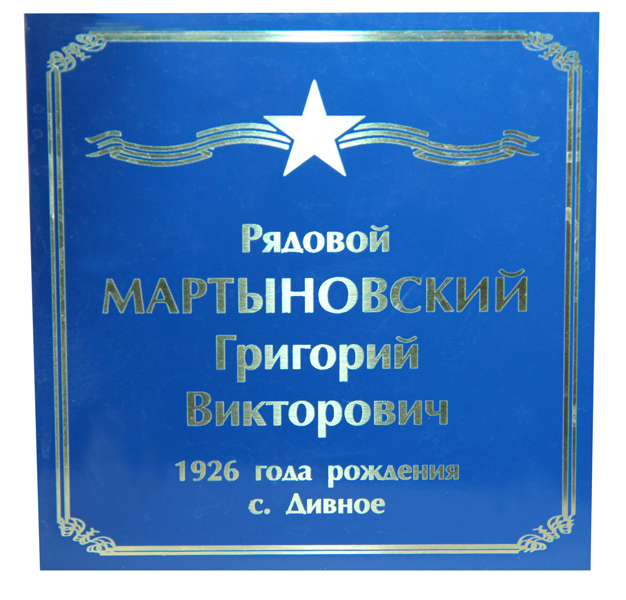 Рядовой
МАРТЫНОВСКИЙ
Григорий
Викторович
1926 года рождения
с. Дивное